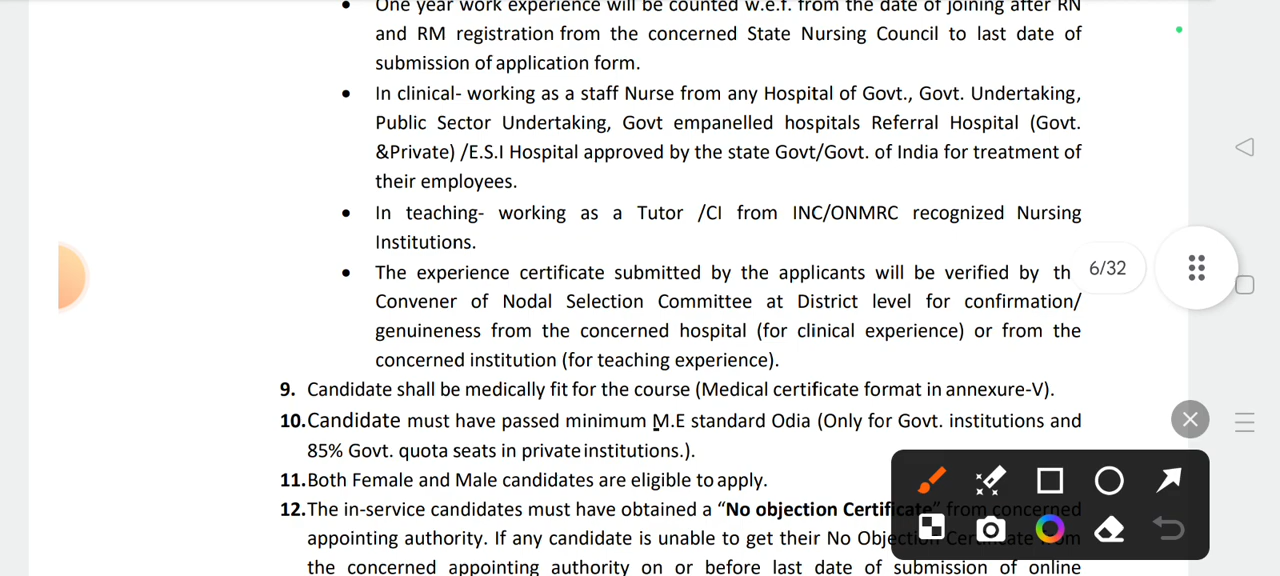 • One year work experience will be counted w.e.f. from the date of joining after RN
and RM registration from the concerned State Nursing Council to last date of
submission of application form.
• In clinical- working as a staff Nurse from any Hospital of Govt., Govt. Undertaking,
Public Sector Undertaking, Govt empanelled hospitals Referral Hospital (Govt.
&Private) /E.S.I Hospital approved by the state Govt/Govt. of India for treatment of
their employees.
• In teaching- working as a Tutor /CI from INC/ONMRC recognized Nursing
Institutions.
• The experience certificate submitted by the applicants will be verified by th
6/32
Convener of Nodal Selection Committee at District level for confirmation/
genuineness from the concerned hospital (for clinical experience) or from the
concerned institution (for teaching experience).
9. Candidate shall be medically fit for the course (Medical certificate format in annexure-V).
10. Candidate must have passed minimum M.E standard Odia (Only for Govt. institutions and
85% Govt. quota seats in private institutions.).
11. Both Female and Male candidates are eligible to apply.
12. The in-service candidates must have obtained a “No objection Certificate” from concerned
appointing authority. If any candidate is unable to get their No Objection Certificate from
the concerned appointing authority on or before last date of submission of online